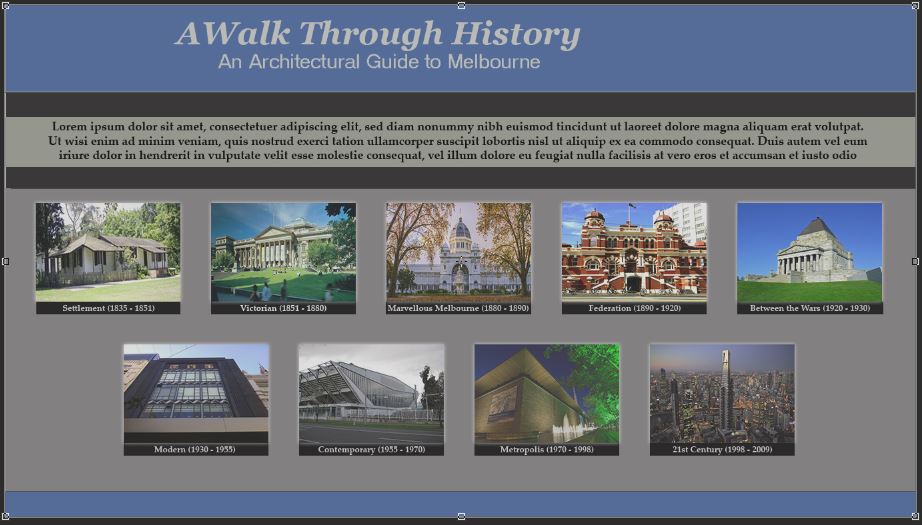 AWalk Through History
An Architectural Guide to Melbourne
Lorem ipsum dolor sit amet, consectetuer adipiscing elit, sed diam nonummy nibh euismod tincidunt ut laoreet dolore magna aliquam erat volutpat.
Ut wisi enim ad minim veniam, quis nostrud exerci tation ullamcorper suscipit lobortis nisl ut aliquip ex ea commodo consequat. Duis autem vel eum
iriure dolor in hendrerit in vulputate velit esse molestie consequat, vel illum dolore eu feugiat nulla facilisis at vero eros et accumsan et iusto odio
Settlement (1835 - 1851)
Victorian (1851 - 1880)
Marvellous Melbourne (1880 - 1890)
Federation (1890 - 1920)
Between the Wars (1920 - 1930)
Modern (1930 - 1955)
Contemporary (1955 - 1970)
Metropolis (1970 - 1998)
21st Century (1998 - 2009)